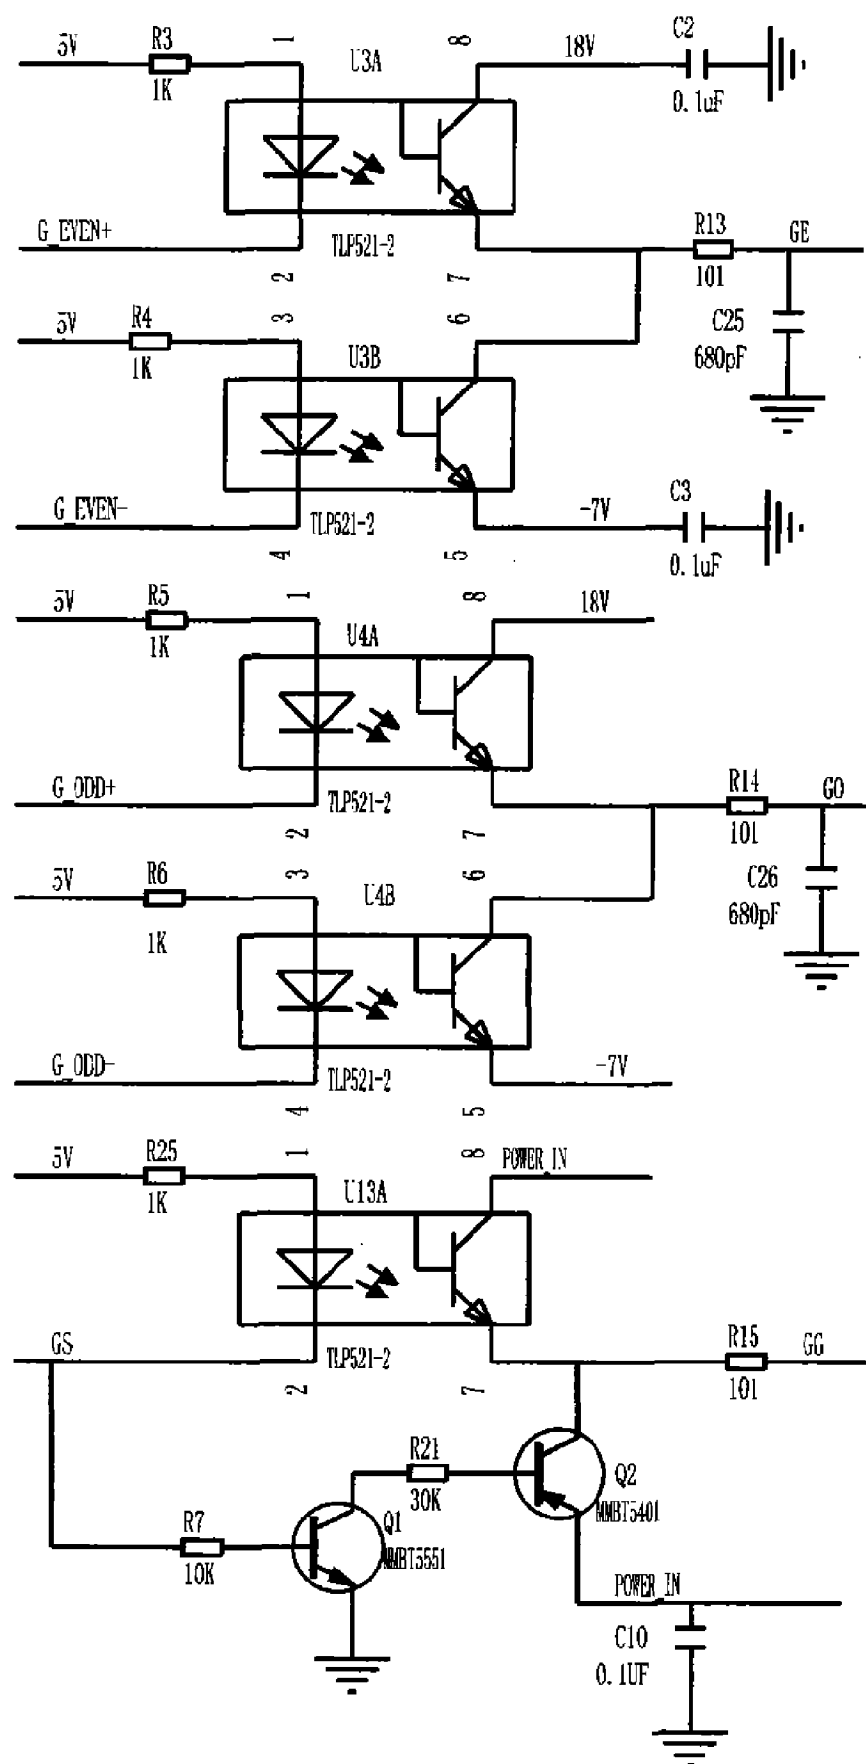 5V R3 1 U3A 8 18V C2
1K 0.1uF
G_EVEN+ TLP521-2 R13 GE
2 7 101
5V R4 3 6 C25
1K U3B 680pF
G_EVEN- TLP521-2 -7V C3
4 5 0.1uF
5V R5 1 8 18V
1K U4A
G_ODD+ TLP521-2 R14 GO
2 7 101
5V R6 3 6 C26
1K U4B 680pF
G_ODD- TLP521-2 -7V
4 5
5V R25 1 8 POWER_IN
1K U13A
GS TLP521-2 R15 GG
2 7 101
R21 Q2
30K MMBT5401
R7 Q1
10K MMBT5551
POWER_IN
C10
0.1UF